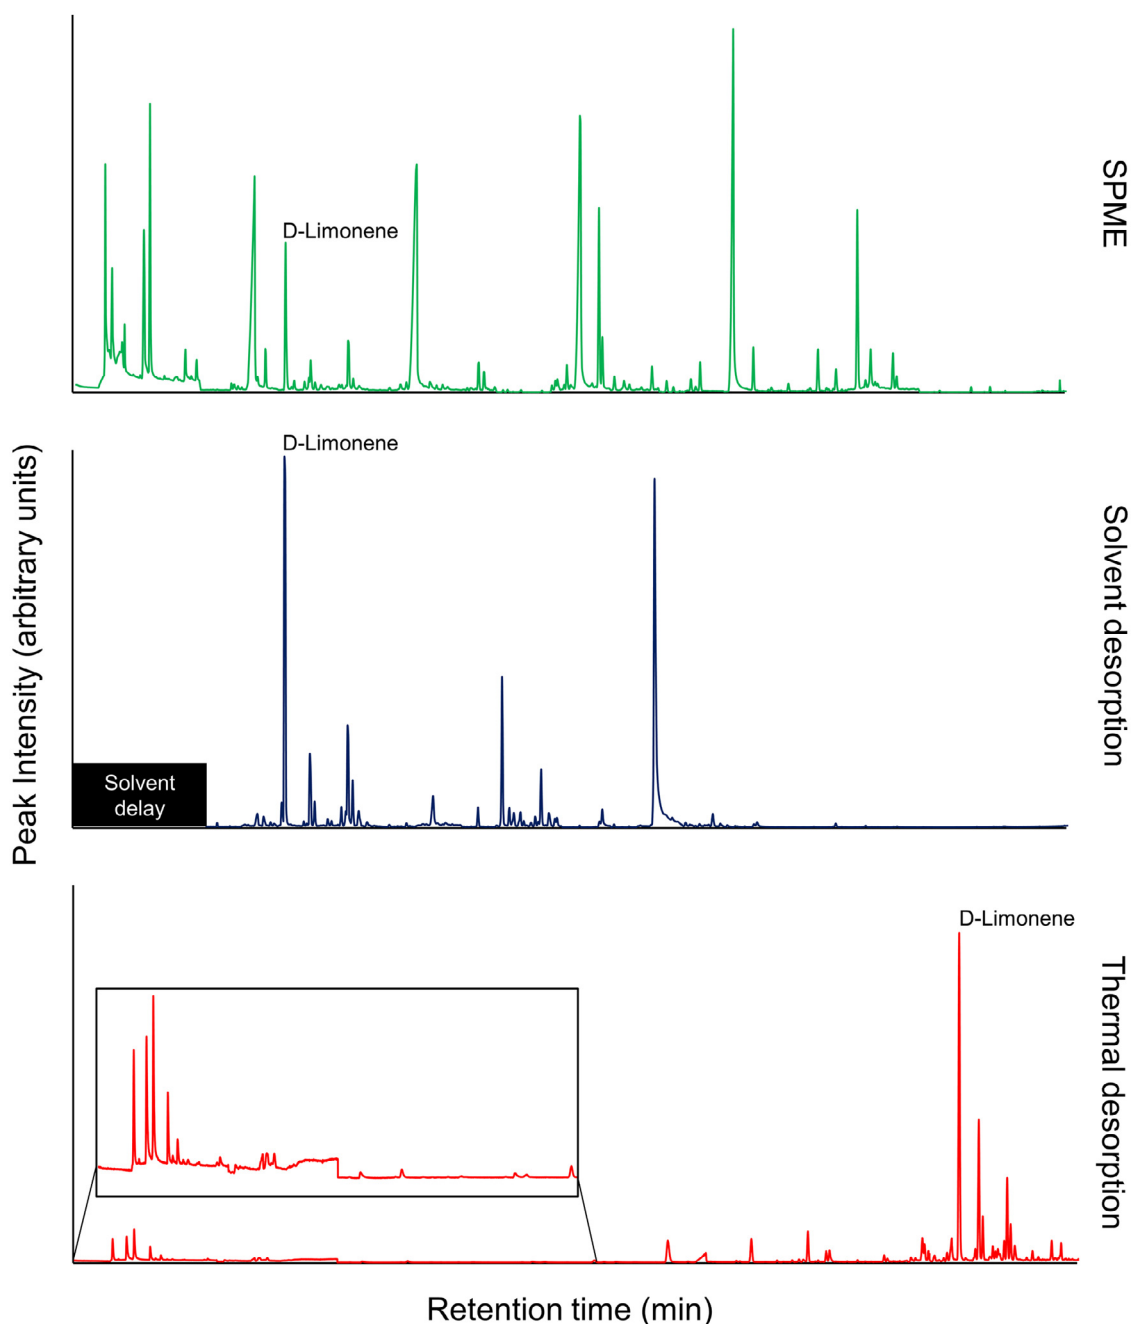 D-Limonene
SPME
D-Limonene
Peak Intensity (arbitrary units)
Solvent
delay
Solvent desorption
D-Limonene
Thermal desorption
Retention time (min)